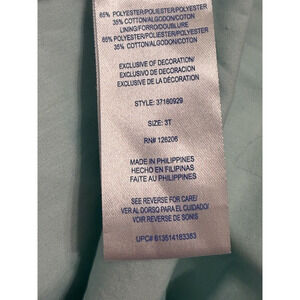 65% POLYESTER/POLIESTER/POLYESTER
35% COTTON/ALGODON/COTON
LINING/FORRO/DOUBLURE
65% POLYESTER/POLIESTER/POLYESTER
35% COTTON/ALGODON/COTON
EXCLUSIVE OF DECORATION/
EXCLUSIVO DE DECORACION
EXCLUSIVE DE LA DÉCORATION
STYLE: 37180929
SIZE: 3T
RN# 126206
MADE IN PHILIPPINES
HECHO EN FILIPINAS
FAITE AU PHILIPPINES
SEE REVERSE FOR CARE/
VER AL DORSO PARA EL CUIDADO/
VOIR AU REVERSE DE SONIS
UPC# 613514183383